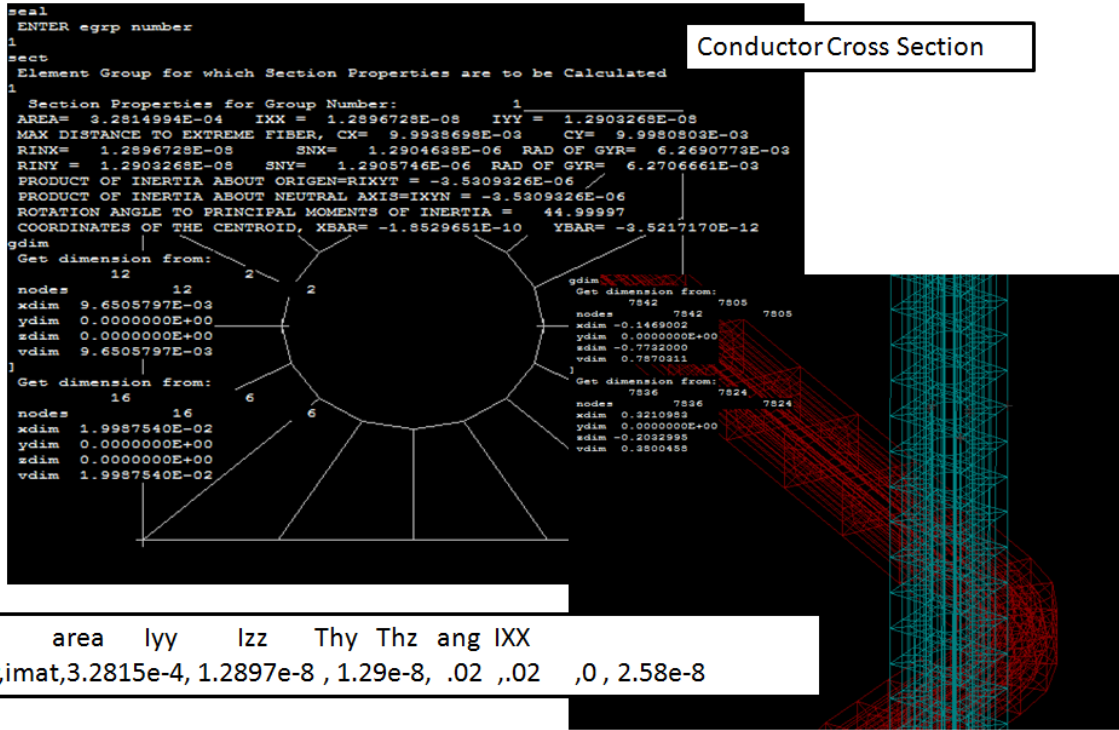 seal
ENTER egrp number
1
sect
Element Group for which Section Properties are to be Calculated
1
Section Properties for Group Number: 1
AREA= 3.2814994E-04 IXX = 1.2896728E-08 IYY = 1.2903268E-08
MAX DISTANCE TO EXTREME FIBER, CX= 9.9938698E-03 CY= 9.9980803E-03
RINX= 1.2896728E-08 SNX= 1.2904638E-06 RAD OF GYR= 6.2690773E-03
RINY = 1.2903268E-08 SNY= 1.2905746E-06 RAD OF GYR= 6.2706661E-03
PRODUCT OF INERTIA ABOUT ORIGEN=RIXYT = -3.5309326E-06
PRODUCT OF INERTIA ABOUT NEUTRAL AXIS=IXYN = -3.5309326E-06
ROTATION ANGLE TO PRINCIPAL MOMENTS OF INERTIA = 44.99997
COORDINATES OF THE CENTROID, XBAR= -1.8529651E-10 YBAR= -3.5217170E-12
gdim
Get dimension from:
12 2
nodes 12 2
xdim 9.6505797E-03
ydim 0.0000000E+00
zdim 0.0000000E+00
vdim 9.6505797E-03
]
Get dimension from:
16 6
nodes 16 6
xdim 1.9987540E-02
ydim 0.0000000E+00
zdim 0.0000000E+00
vdim 1.9987540E-02
Conductor Cross Section
gdim
Get dimension from:
7842 7805
nodes 7842 7805
xdim -0.1469002
ydim 0.0000000E+00
zdim -0.7732000
vdim 0.7870311
]
Get dimension from:
7836 7824
nodes 7836 7824
xdim 0.3210983
ydim 0.0000000E+00
zdim -0.2032995
vdim 0.3800458
area Iyy Izz Thy Thz ang IXX
,imat,3.2815e-4, 1.2897e-8 , 1.29e-8, .02 ,.02 ,0 , 2.58e-8